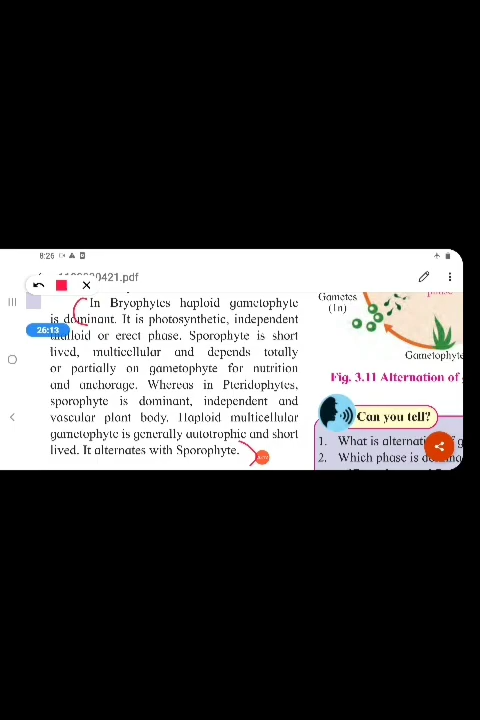 8:26
1100000421.pdf
In Bryophytes haploid gametophyte
is dominant. It is photosynthetic, independent
thalloid or erect phase. Sporophyte is short
lived, multicellular and depends totally
or partially on gametophyte for nutrition
and anchorage. Whereas in Pteridophytes,
sporophyte is dominant, independent and
vascular plant body. Haploid multicellular
gametophyte is generally autotrophic and short
lived. It alternates with Sporophyte.
26:13
phase
Gametes
(1n)
Gametophyte
Fig. 3.11 Alternation of
Can you tell?
1. What is alternati
2. Which phase is